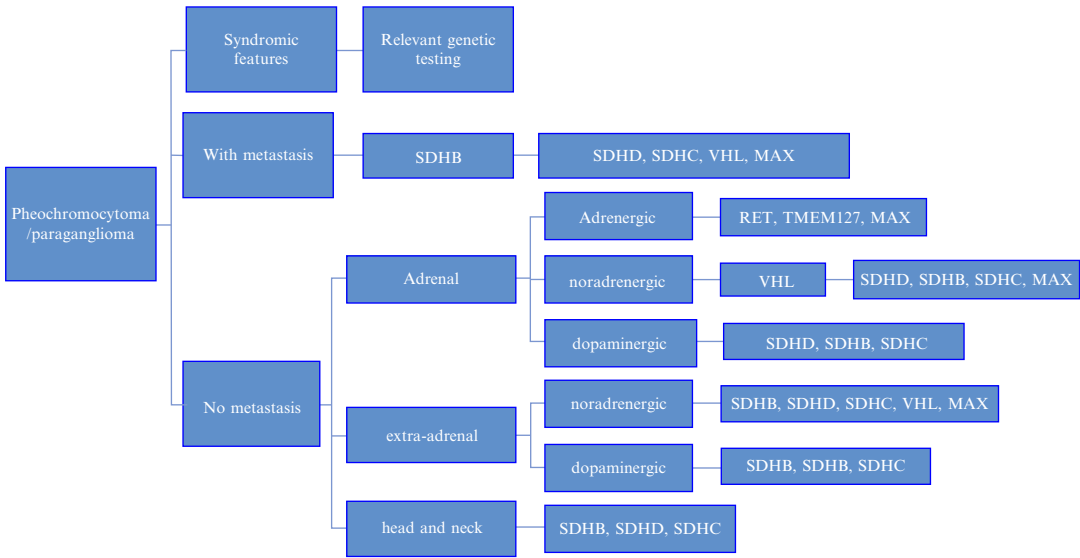 Pheochromocytoma
/paraganglioma
Syndromic
features
Relevant genetic
testing
With metastasis
SDHB
SDHD, SDHC, VHL, MAX
No metastasis
Adrenal
Adrenergic
RET, TMEM127, MAX
noradrenergic
VHL
SDHD, SDHB, SDHC, MAX
dopaminergic
SDHD, SDHB, SDHC
extra-adrenal
noradrenergic
SDHB, SDHD, SDHC, VHL, MAX
dopaminergic
SDHB, SDHB, SDHC
head and neck
SDHB, SDHD, SDHC